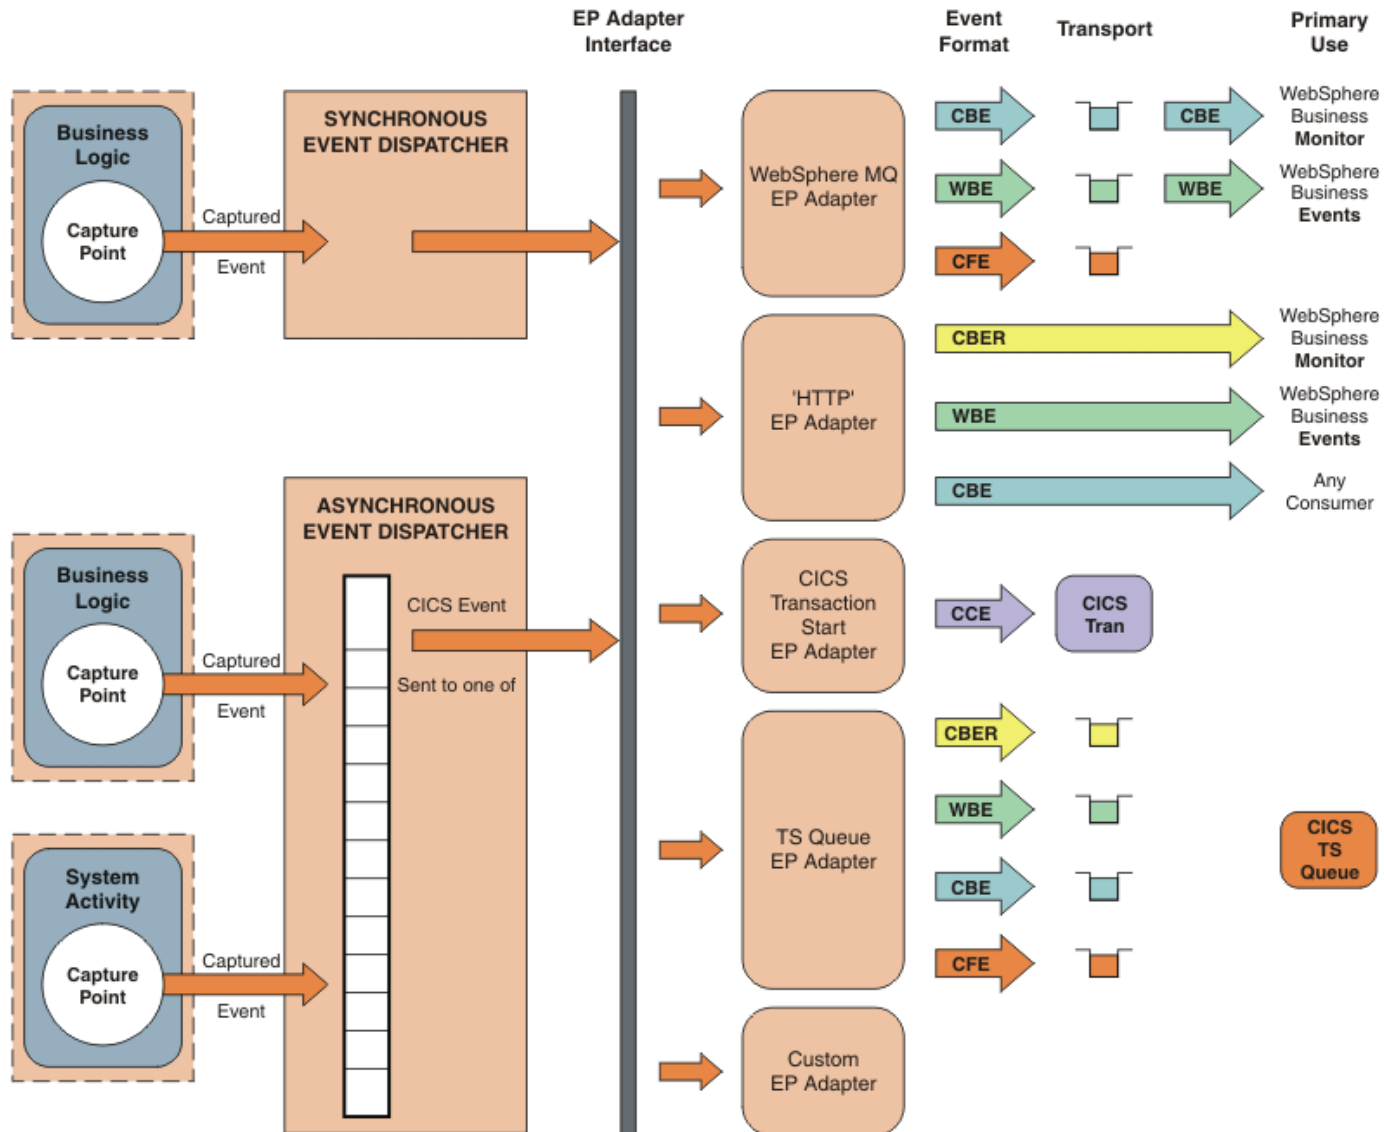 EP Adapter
Interface
Event
Format
Transport
Primary
Use
Business
Logic
Capture
Point
Captured
Event
SYNCHRONOUS
EVENT DISPATCHER
WebSphere MQ
EP Adapter
CBE
CBE
WebSphere
Business
Monitor
WBE
WBE
WebSphere
Business
Events
CFE
'HTTP'
EP Adapter
CBER
WebSphere
Business
Monitor
WBE
WebSphere
Business
Events
CBE
Any
Consumer
ASYNCHRONOUS
EVENT DISPATCHER
Business
Logic
Capture
Point
Captured
Event
CICS Event
Sent to one of
CICS
Transaction
Start
EP Adapter
CCE
CICS
Tran
System
Activity
Capture
Point
Captured
Event
TS Queue
EP Adapter
CBER
WBE
CBE
CFE
CICS
TS
Queue
Custom
EP Adapter